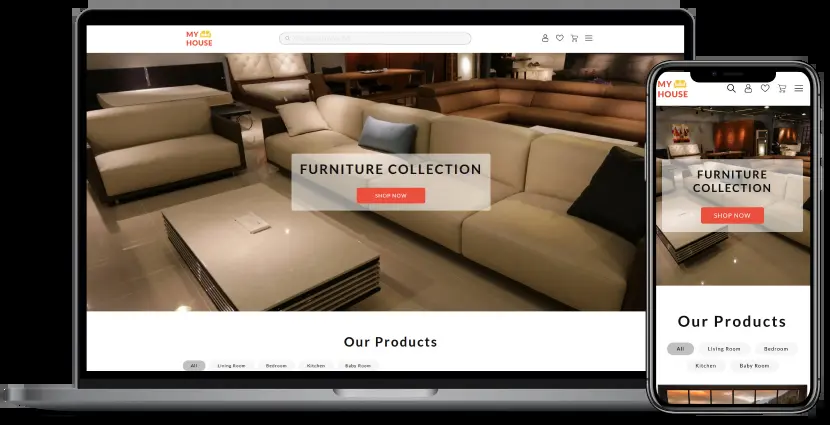 MY
HOUSE
FURNITURE COLLECTION
SHOP NOW
Our Products
All Living Room Bedroom Kitchen Baby Room
MY
HOUSE
FURNITURE
COLLECTION
SHOP NOW
Our Products
All Living Room Bedroom
Kitchen Baby Room